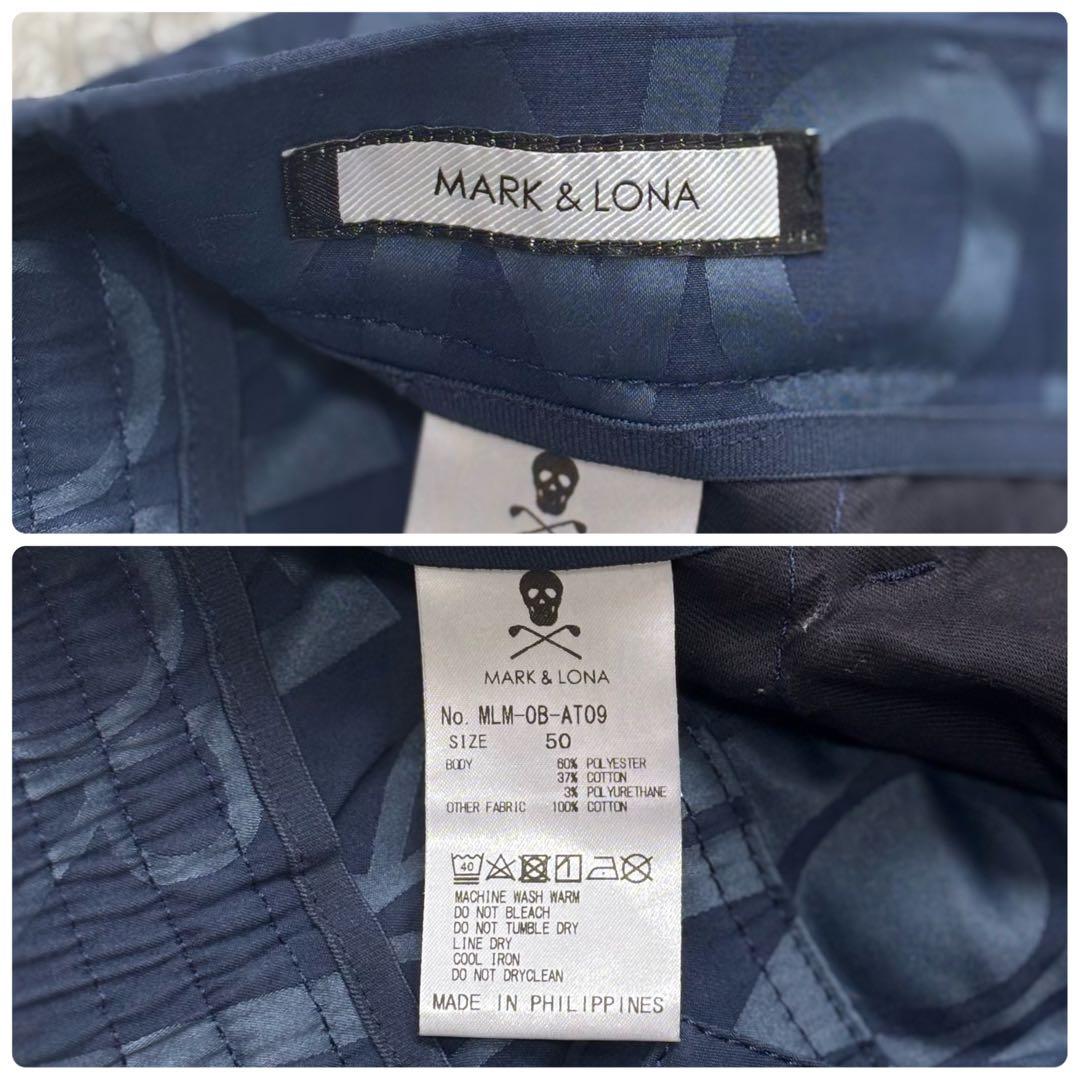 MARK & LONA
MARK & LONA
No. MLM-0B-AT09
SIZE 50
BODY 60% POLYESTER
37% COTTON
3% POLYURETHANE
OTHER FABRIC 100% COTTON
40
MACHINE WASH WARM
DO NOT BLEACH
DO NOT TUMBLE DRY
LINE DRY
COOL IRON
DO NOT DRYCLEAN
MADE IN PHILIPPINES